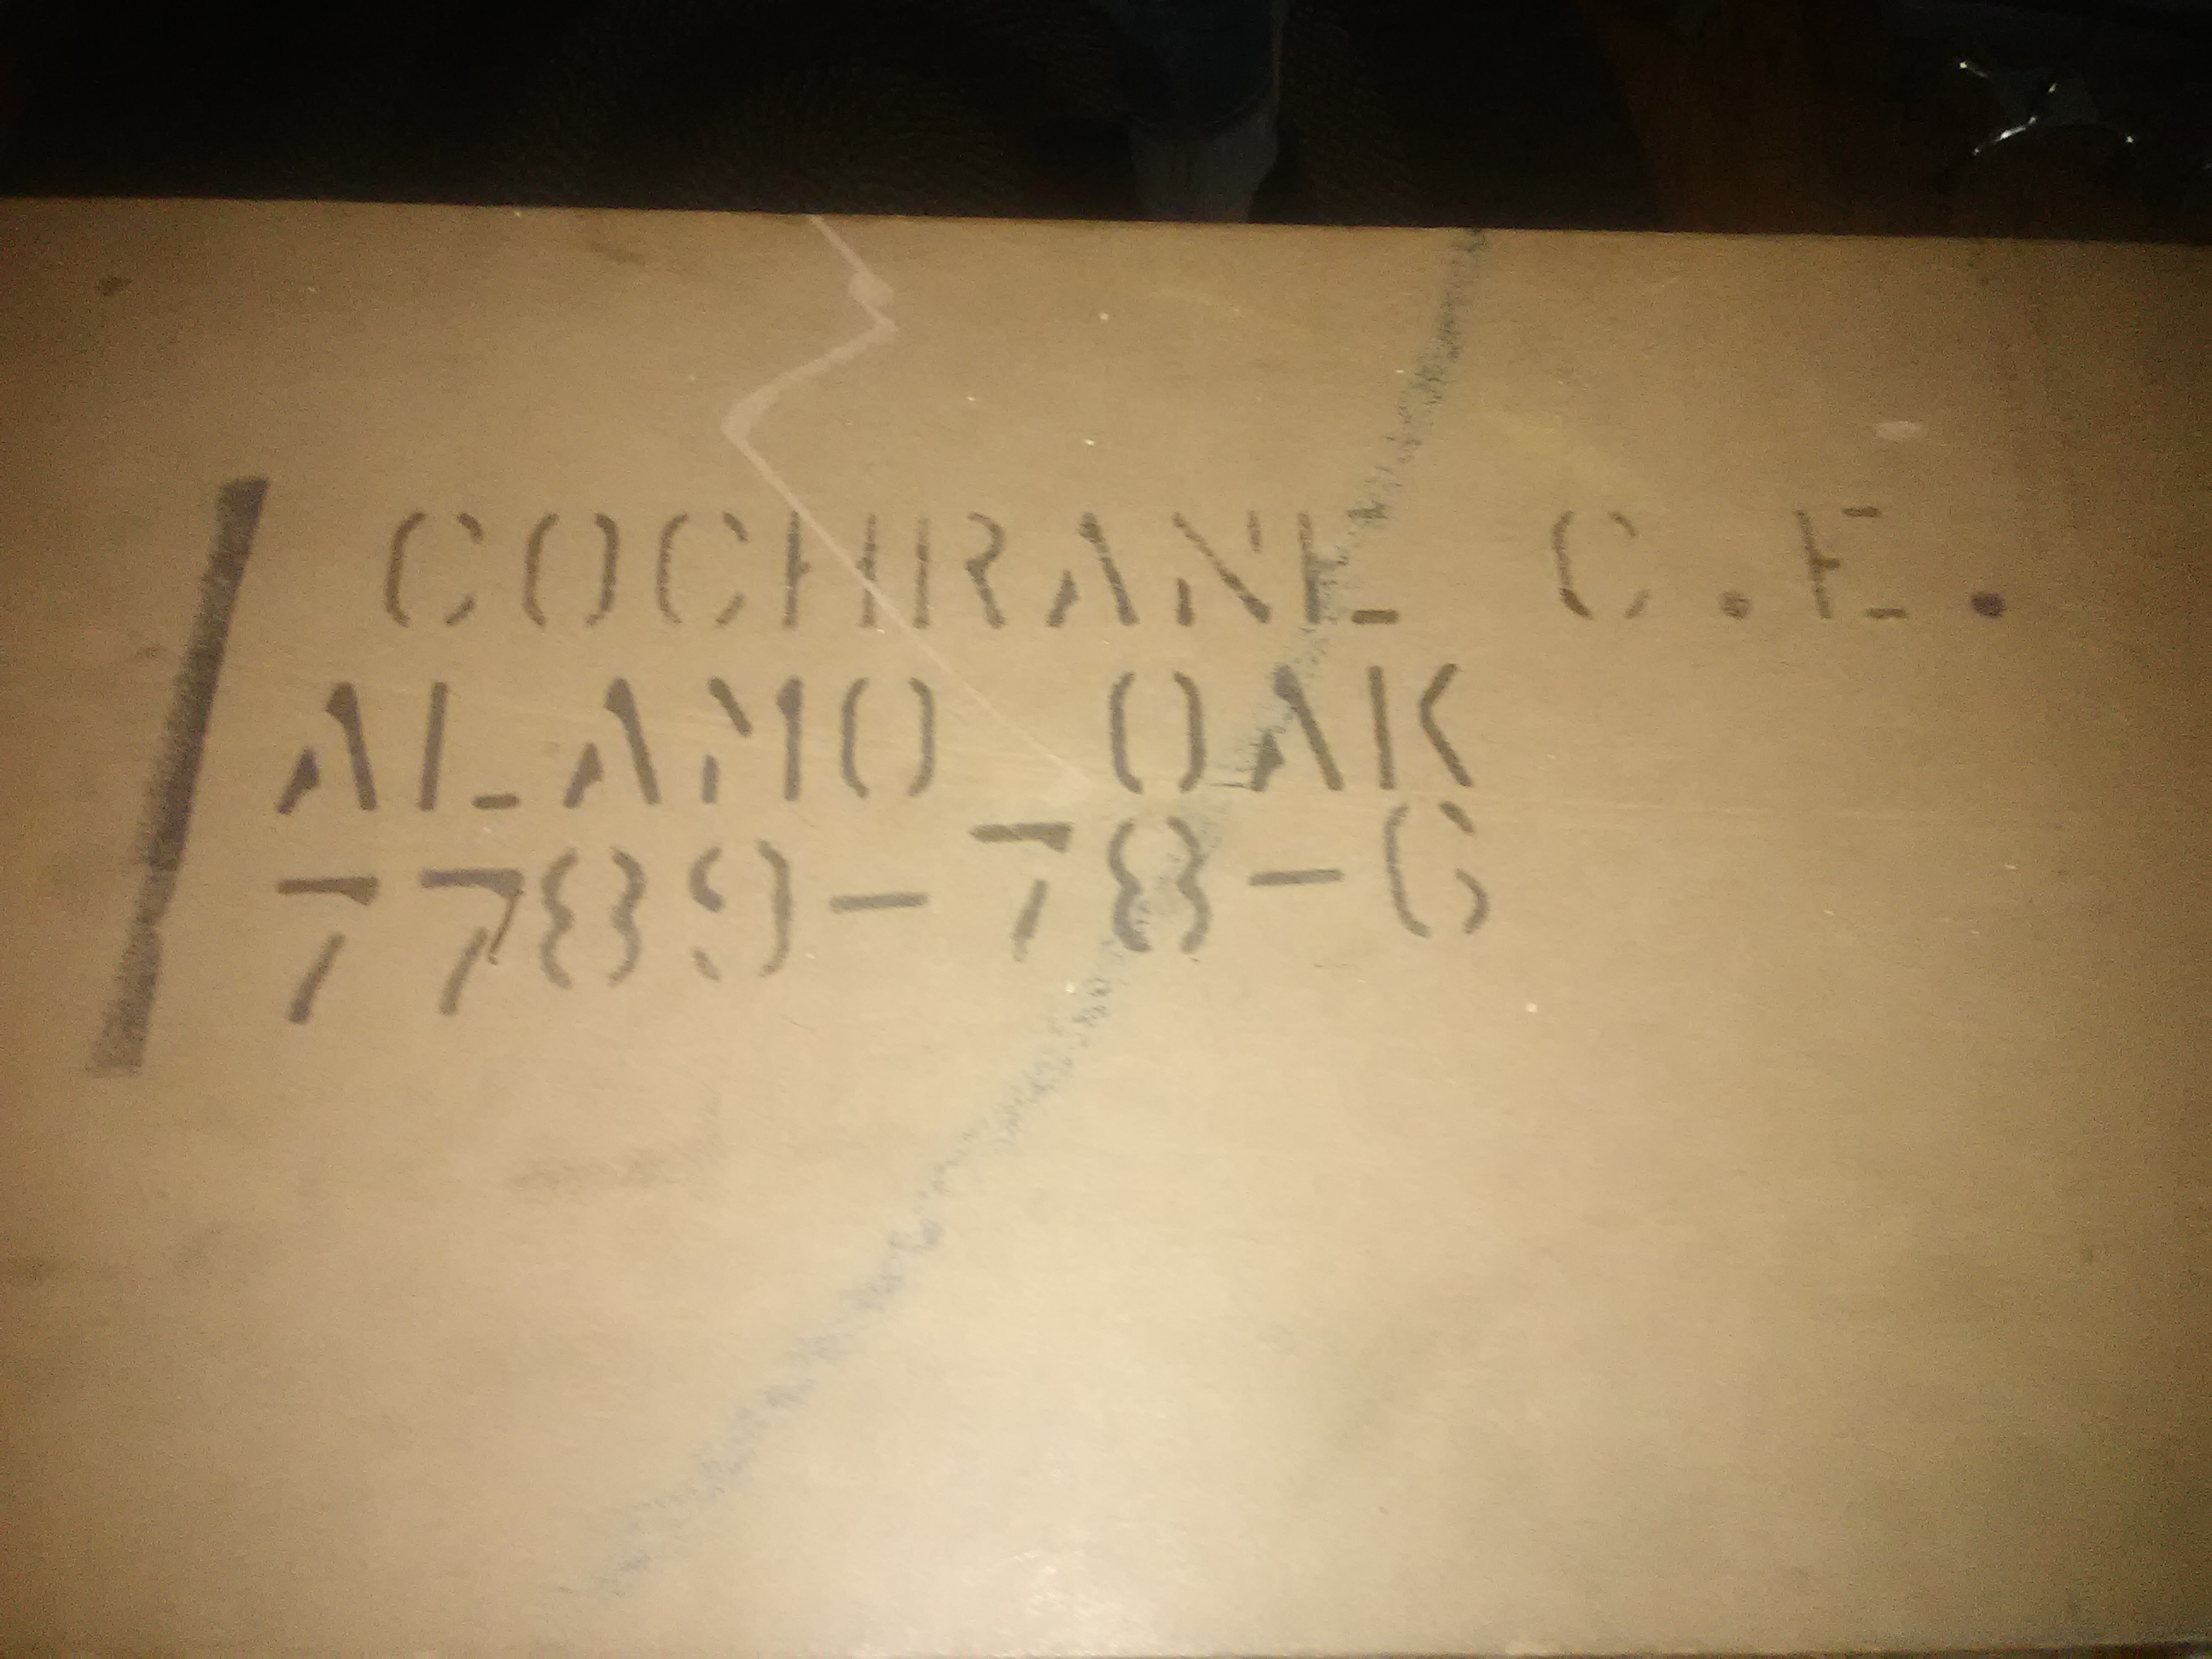 COCHRANE C.E.
ALAMO OAK
7789-78-6